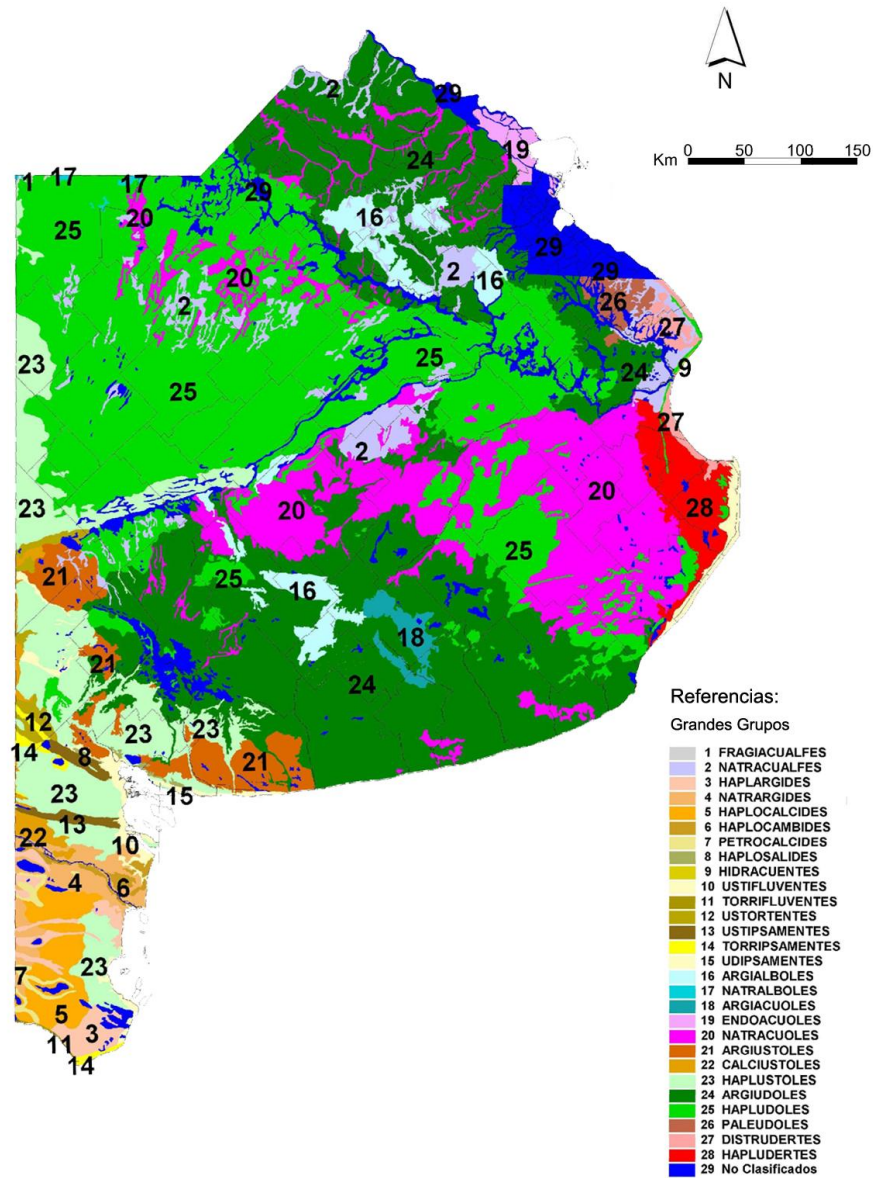 N
Km 0 50 100 150
2
29
19
24
1 17 17
29
20
16
25
29
20
2
16
29
2
26
27
23
25
9
25
24
27
2
20
28
23
20
25
21
25
16
18
21
24
12
23
23
14
8
21
15
23
13
22
10
4
6
23
7
5
3
11
14
Referencias:
Grandes Grupos
1 FRAGIACUALFES
2 NATRACUALFES
3 HAPLARGIDES
4 NATRARGIDES
5 HAPLOCALCIDES
6 HAPLOCAMBIDES
7 PETROCALCIDES
8 HAPLOSALIDES
9 HIDRACUENTES
10 USTIFLUVENTES
11 TORRIFLUVENTES
12 USTORTENTES
13 USTIPSAMENTES
14 TORRIPSAMENTES
15 UDIPSAMENTES
16 ARGIALBOLES
17 NATRALBOLES
18 ARGIACUOLES
19 ENDOACUOLES
20 NATRACUOLES
21 ARGIUSTOLES
22 CALCIUSTOLES
23 HAPLUSTOLES
24 ARGIUDOLES
25 HAPLUDOLES
26 PALEUDOLES
27 DISTRUDERTES
28 HAPLUDERTES
29 No Clasificados